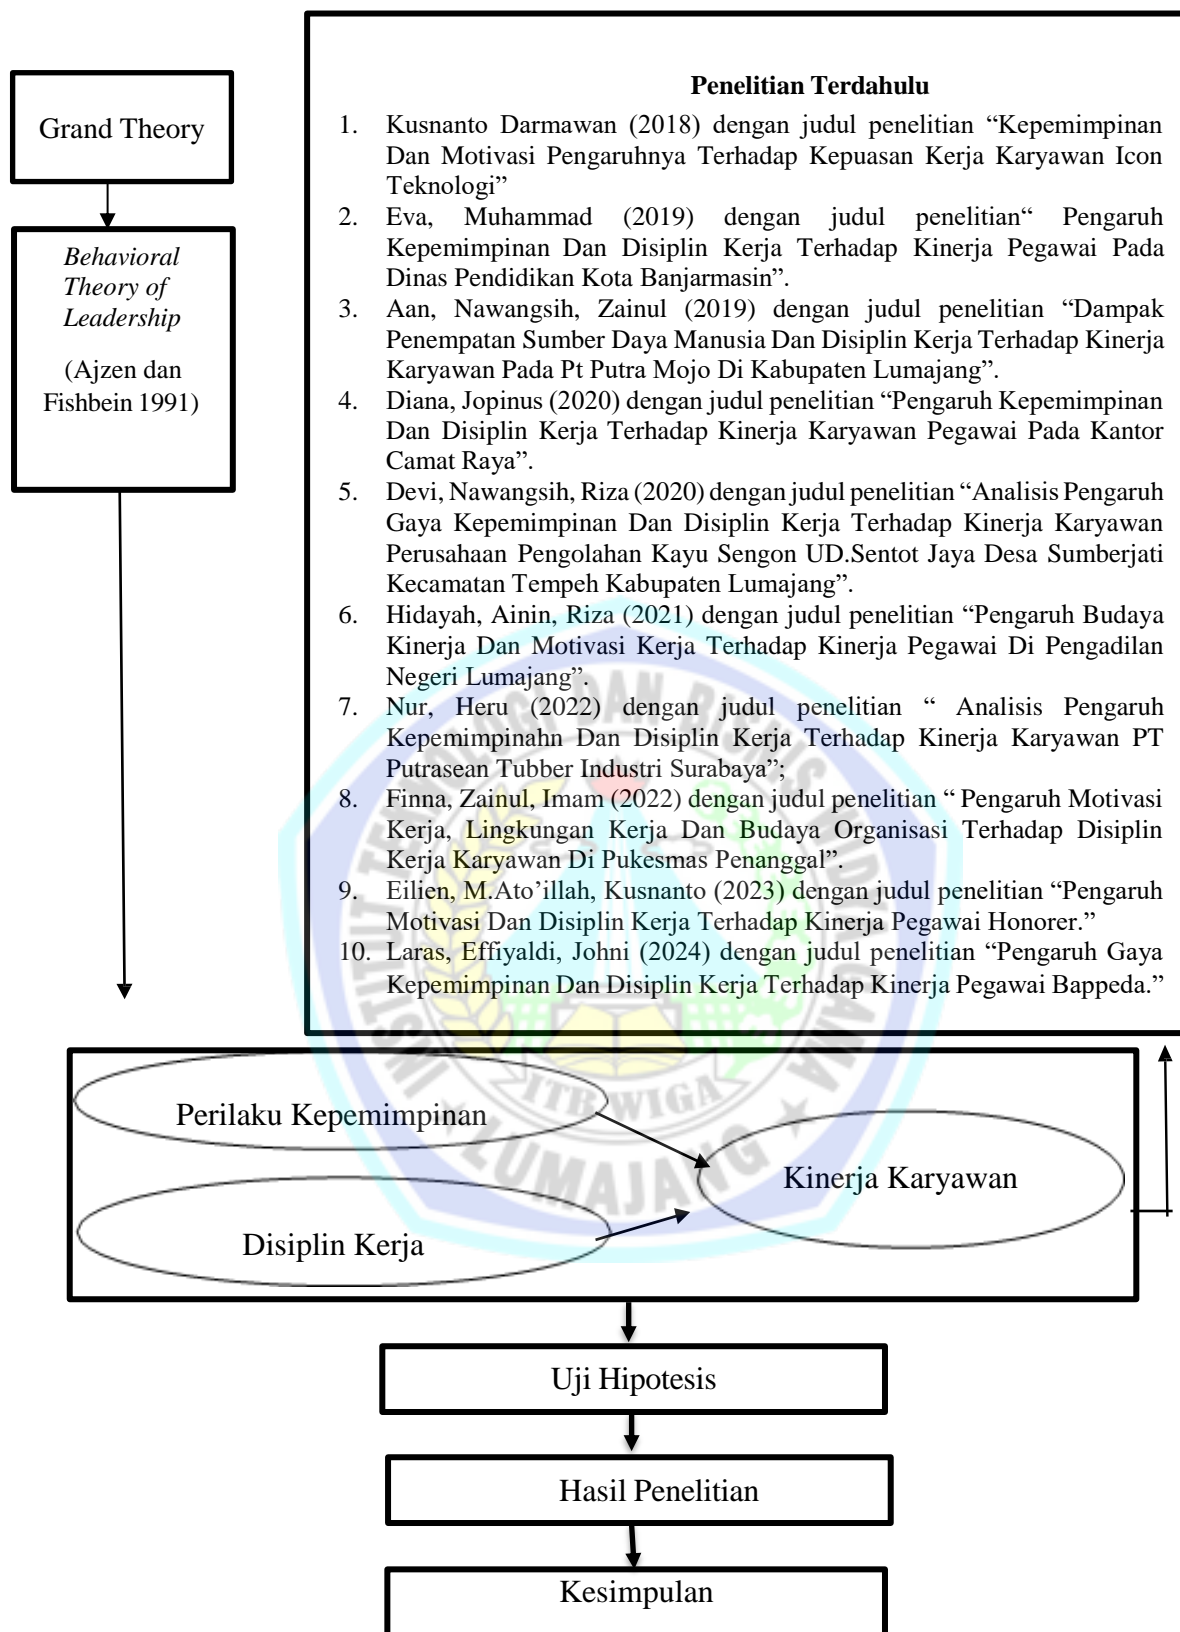 Grand Theory
Behavioral
Theory of
Leadership
(Ajzen dan
Fishbein 1991)
Penelitian Terdahulu
1. Kusnanto Darmawan (2018) dengan judul penelitian “Kepemimpinan
Dan Motivasi Pengaruhnya Terhadap Kepuasan Kerja Karyawan Icon
Teknologi”
2. Eva, Muhammad (2019) dengan judul penelitian“ Pengaruh
Kepemimpinan Dan Disiplin Kerja Terhadap Kinerja Pegawai Pada
Dinas Pendidikan Kota Banjarmasin”.
3. Aan, Nawangsih, Zainul (2019) dengan judul penelitian “Dampak
Penempatan Sumber Daya Manusia Dan Disiplin Kerja Terhadap Kinerja
Karyawan Pada Pt Putra Mojo Di Kabupaten Lumajang”.
4. Diana, Jopinus (2020) dengan judul penelitian “Pengaruh Kepemimpinan
Dan Disiplin Kerja Terhadap Kinerja Karyawan Pegawai Pada Kantor
Camat Raya”.
5. Devi, Nawangsih, Riza (2020) dengan judul penelitian “Analisis Pengaruh
Gaya Kepemimpinan Dan Disiplin Kerja Terhadap Kinerja Karyawan
Perusahaan Pengolahan Kayu Sengon UD.Sentot Jaya Desa Sumberjati
Kecamatan Tempeh Kabupaten Lumajang”.
6. Hidayah, Ainin, Riza (2021) dengan judul penelitian “Pengaruh Budaya
Kinerja Dan Motivasi Kerja Terhadap Kinerja Pegawai Di Pengadilan
Negeri Lumajang”.
7. Nur, Heru (2022) dengan judul penelitian “ Analisis Pengaruh
Kepemimpinahn Dan Disiplin Kerja Terhadap Kinerja Karyawan PT
Putrasean Tubber Industri Surabaya”;
8. Finna, Zainul, Imam (2022) dengan judul penelitian “ Pengaruh Motivasi
Kerja, Lingkungan Kerja Dan Budaya Organisasi Terhadap Disiplin
Kerja Karyawan Di Pukesmas Penanggal”.
9. Eilien, M.Ato’illah, Kusnanto (2023) dengan judul penelitian “Pengaruh
Motivasi Dan Disiplin Kerja Terhadap Kinerja Pegawai Honorer.”
10. Laras, Effiyaldi, Johni (2024) dengan judul penelitian “Pengaruh Gaya
Kepemimpinan Dan Disiplin Kerja Terhadap Kinerja Pegawai Bappeda.”
INSTITUT TEKNOLOGI DAN BISNIS WIDYA GAMA
ITB WIGA
LUMAJANG
Perilaku Kepemimpinan
Kinerja Karyawan
Disiplin Kerja
Uji Hipotesis
Hasil Penelitian
Kesimpulan